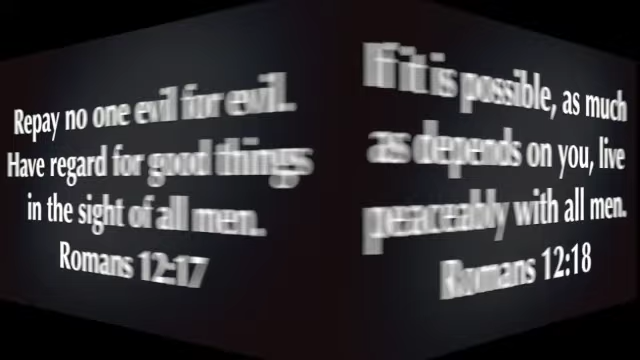 Repay no one evil for evil.
Have regard for good things
in the sight of all men.
Romans 12:17
If it is possible, as much
as depends on you, live
peaceably with all men.
Romans 12:18